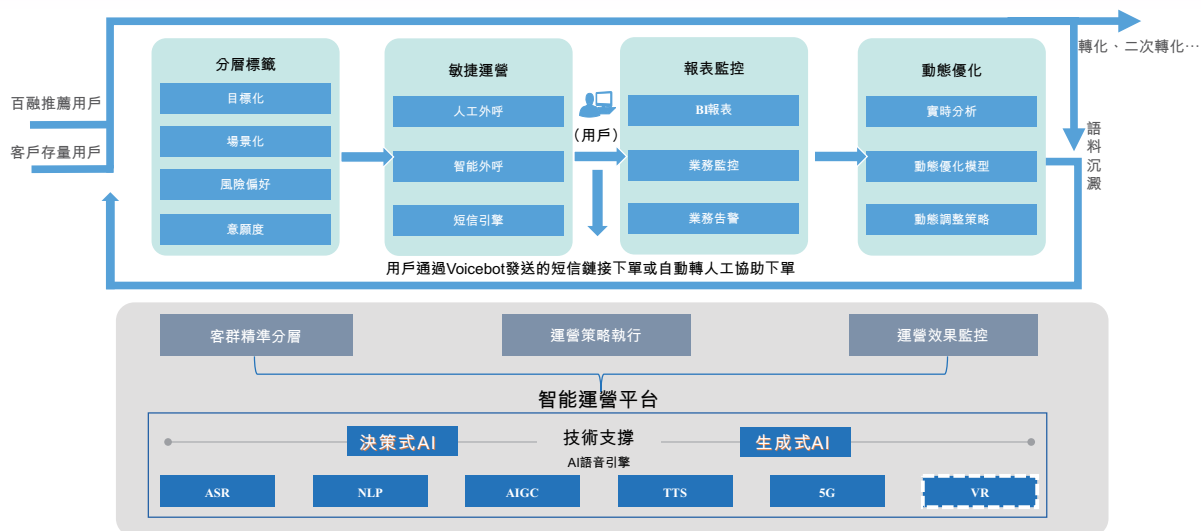 轉化、二次轉化…
百融推薦用戶
客戶存量用戶
分層標籤
目標化
場景化
風險偏好
意願度
敏捷運營
人工外呼
智能外呼
短信引擎
（用戶）
報表監控
BI報表
業務監控
業務告警
動態優化
實時分析
動態優化模型
動態調整策略
語料沉澱
用戶通過Voicebot發送的短信鏈接下單或自動轉人工協助下單
客群精準分層
運營策略執行
運營效果監控
智能運營平台
決策式AI
技術支撐
生成式AI
AI語音引擎
ASR
NLP
AIGC
TTS
5G
VR